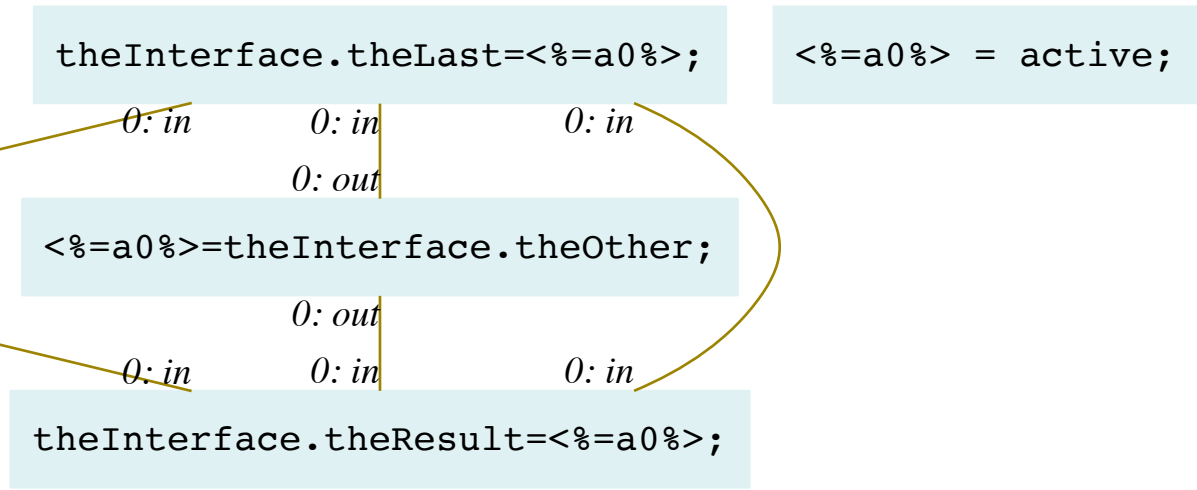 theInterface.theLast=<%=a0%>; <%=a0%> = active;
0: in 0: in 0: in
0: out
<%=a0%>=theInterface.theOther;
0: out
0: in 0: in 0: in
theInterface.theResult=<%=a0%>;